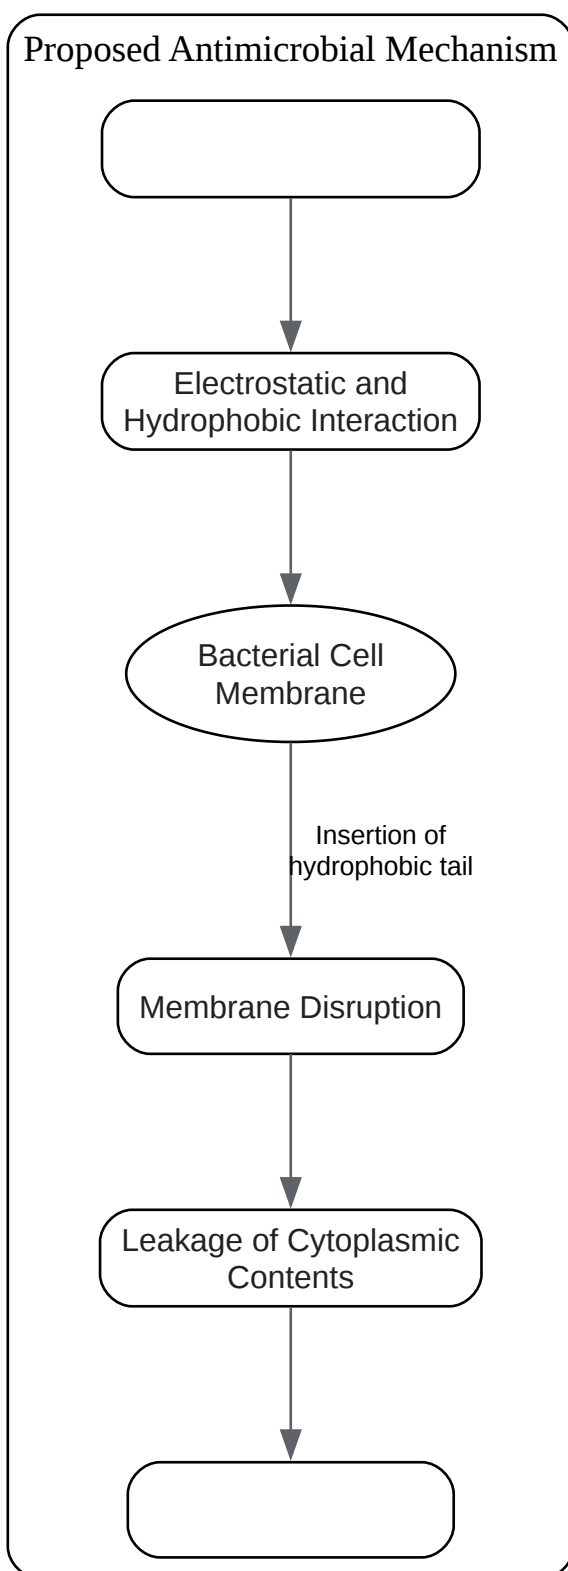 Proposed Antimicrobial Mechanism
Electrostatic and
Hydrophobic Interaction
Bacterial Cell
Membrane
Insertion of
hydrophobic tail
Membrane Disruption
Leakage of Cytoplasmic
Contents